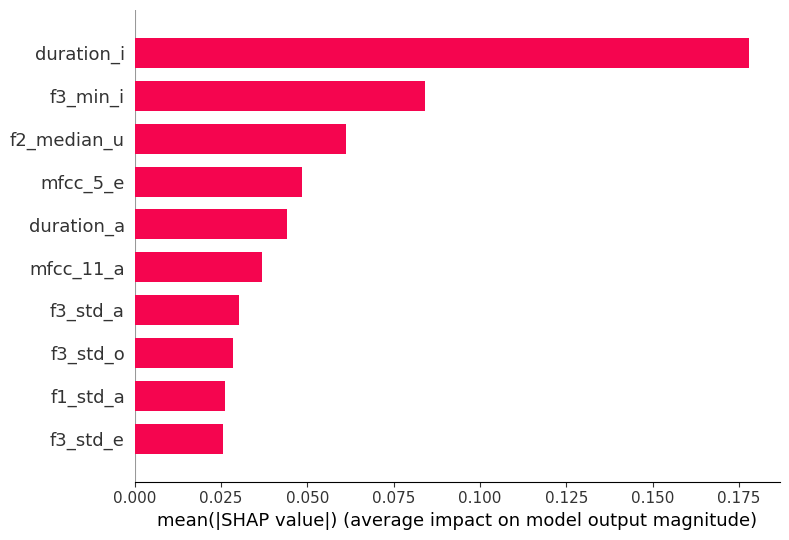 duration_i
f3_min_i
f2_median_u
mfcc_5_e
duration_a
mfcc_11_a
f3_std_a
f3_std_o
f1_std_a
f3_std_e
0.000 0.025 0.050 0.075 0.100 0.125 0.150 0.175
mean(|SHAP value|) (average impact on model output magnitude)